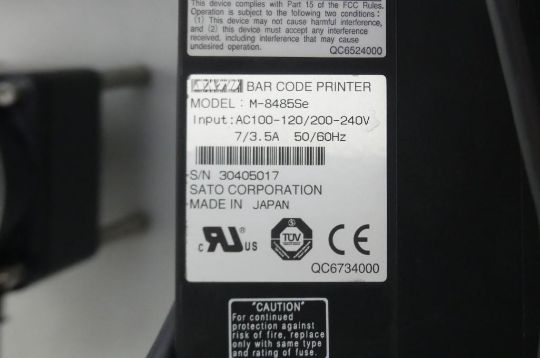 This device complies with Part 15 of the FCC Rules.
Operation is subject to the following two conditions :
(1) This device may not cause harmful interference,
and (2) this device must accept any interference
received, including interference that may cause
undesired operation.
QC6524000
SATO BAR CODE PRINTER
MODEL : M-8485Se
Input:AC100-120/200-240V
7/3.5A 50/60Hz
S/N 30405017
SATO CORPORATION
MADE IN JAPAN
c RU US
TÜV
CE
QC6734000
"CAUTION"
For continued
protection against
risk of fire, replace
only with same type
and rating of fuse.